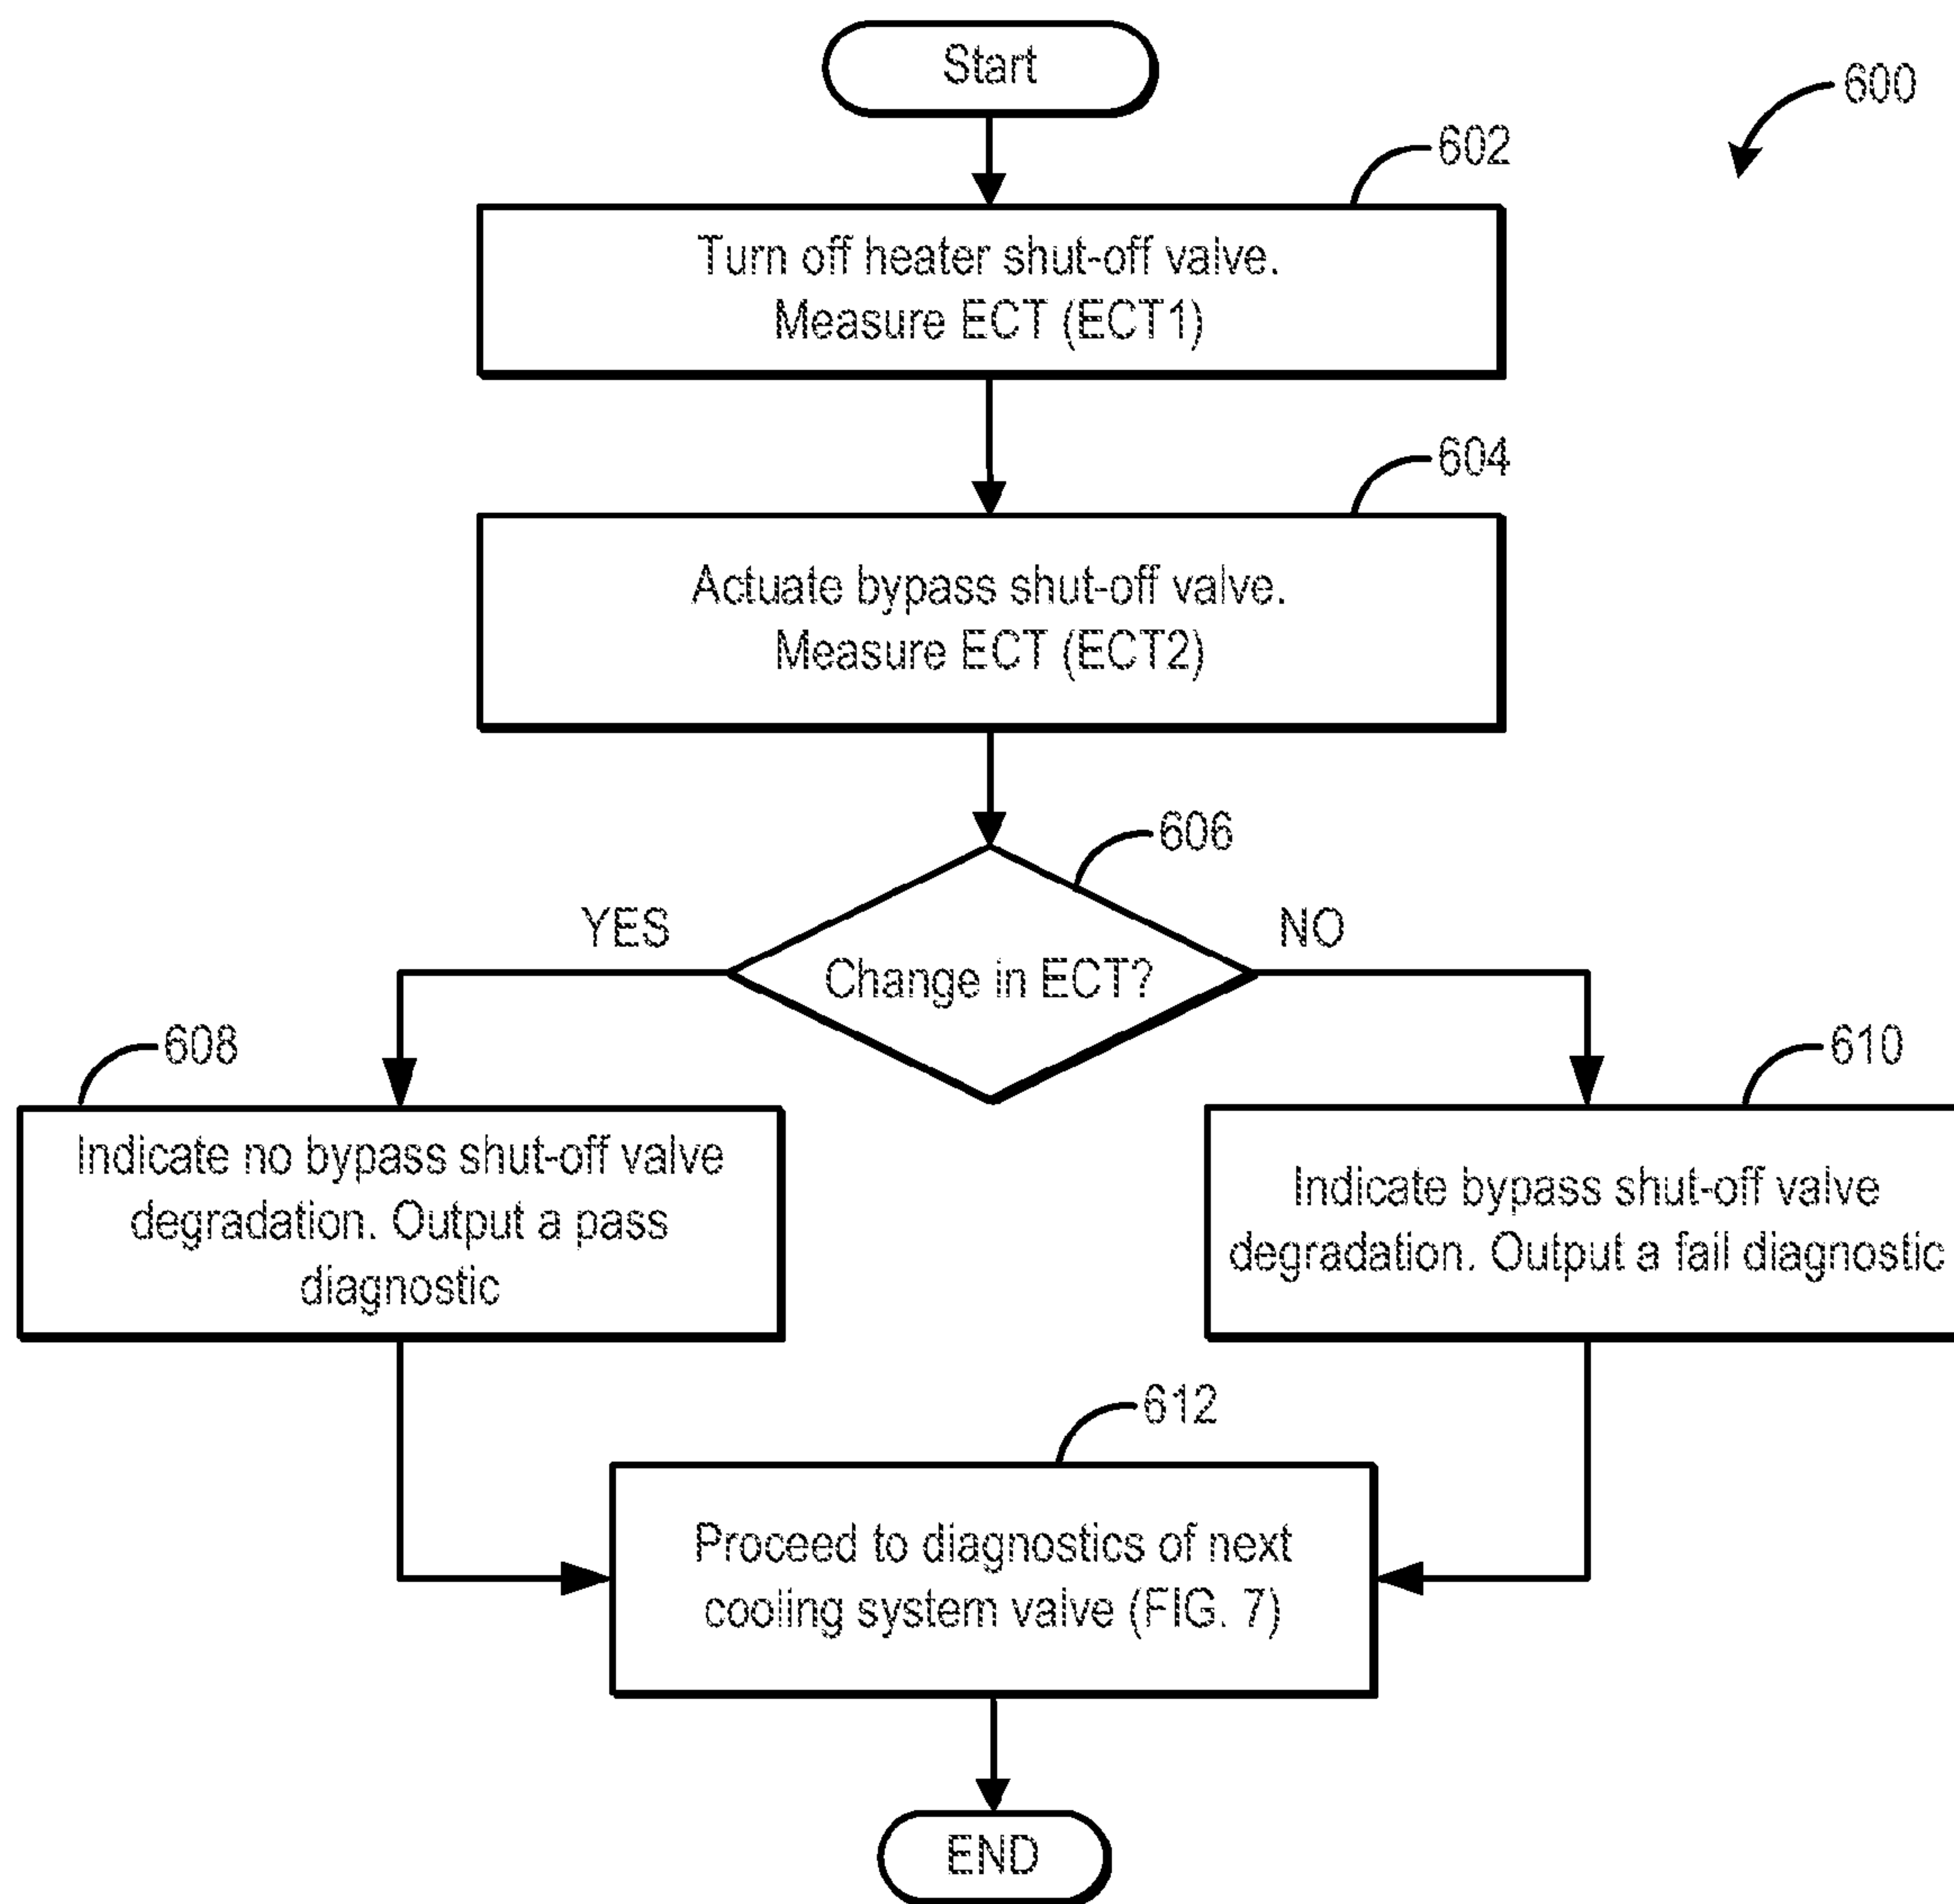 Start
600
602
Turn off heater shut-off valve.
Measure ECT (ECT1)
604
Actuate bypass shut-off valve.
Measure ECT (ECT2)
606
YES
NO
Change in ECT?
608
610
Indicate no bypass shut-off valve
degradation. Output a pass
diagnostic
Indicate bypass shut-off valve
degradation. Output a fail diagnostic
612
Proceed to diagnostics of next
cooling system valve (FIG. 7)
END